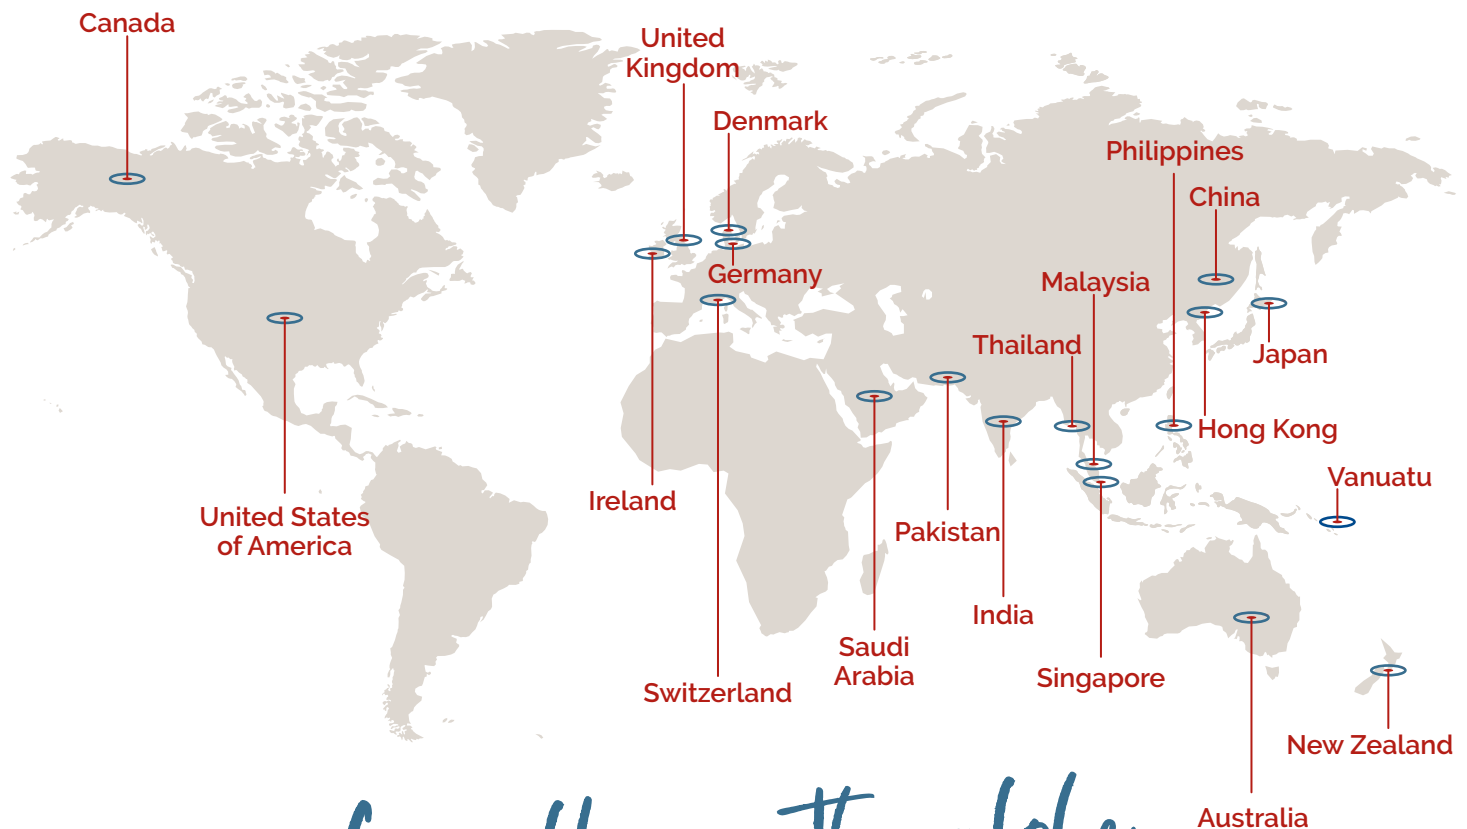 Canada
United
Kingdom
Denmark
Philippines
China
Germany
Malaysia
Thailand
Japan
Hong Kong
Vanuatu
Ireland
United States
of America
Pakistan
India
Saudi
Arabia
Singapore
Switzerland
New Zealand
Australia